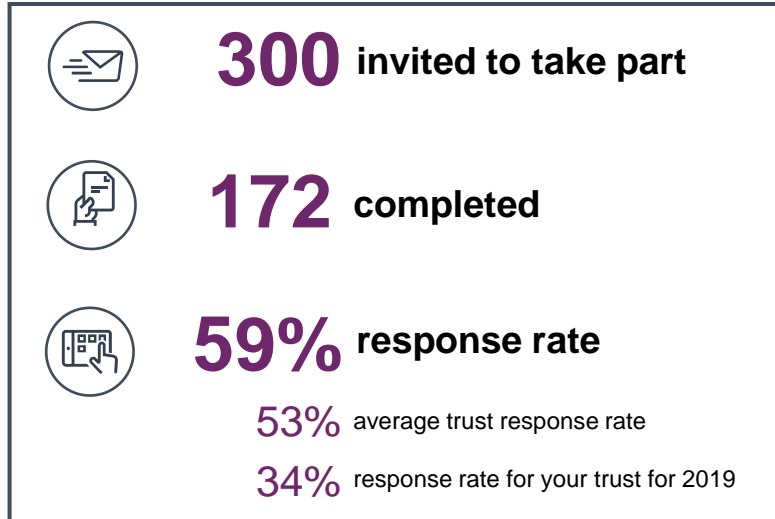 300 invited to take part
172 completed
59% response rate
53% average trust response rate
34% response rate for your trust for 2019